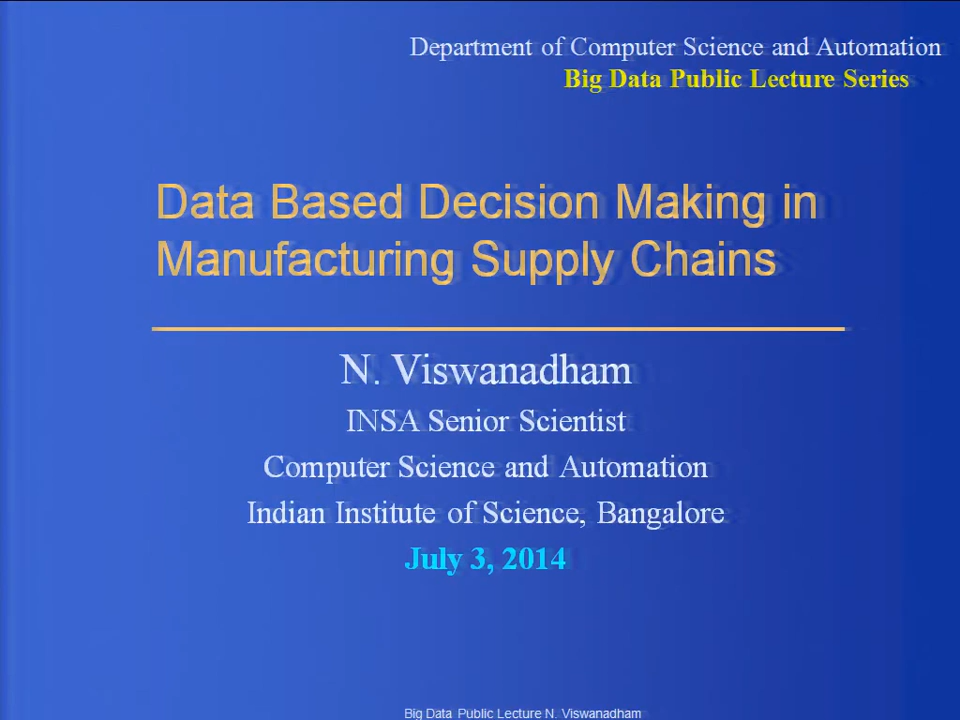 Department of Computer Science and Automation
Big Data Public Lecture Series
Data Based Decision Making in
Manufacturing Supply Chains
N. Viswanadham
INSA Senior Scientist
Computer Science and Automation
Indian Institute of Science, Bangalore
July 3, 2014
Big Data Public Lecture N. Viswanadham